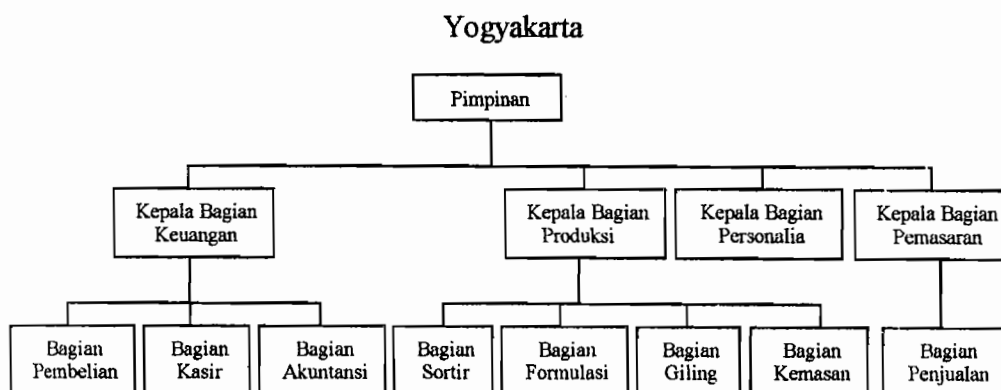 Yogyakarta
Pimpinan
Kepala Bagian
Keuangan
Kepala Bagian
Produksi
Kepala Bagian
Personalia
Kepala Bagian
Pemasaran
Bagian
Pembelian
Bagian
Kasir
Bagian
Akuntansi
Bagian
Sortir
Bagian
Formulasi
Bagian
Giling
Bagian
Kemasan
Bagian
Penjualan